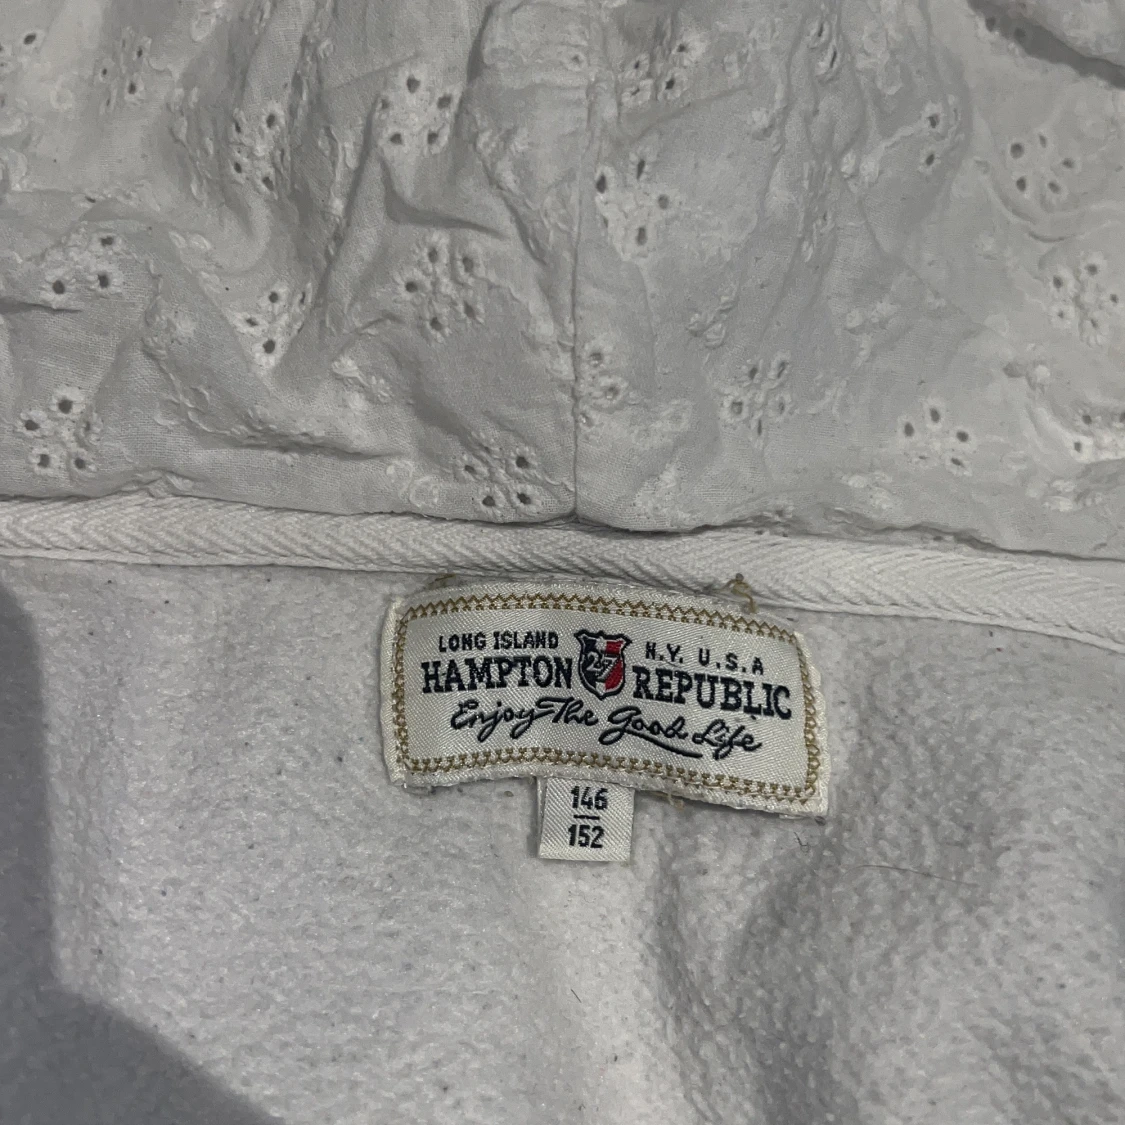 LONG ISLAND 27 N.Y. U.S.A
HAMPTON REPUBLIC
Enjoy The Good Life
146
152